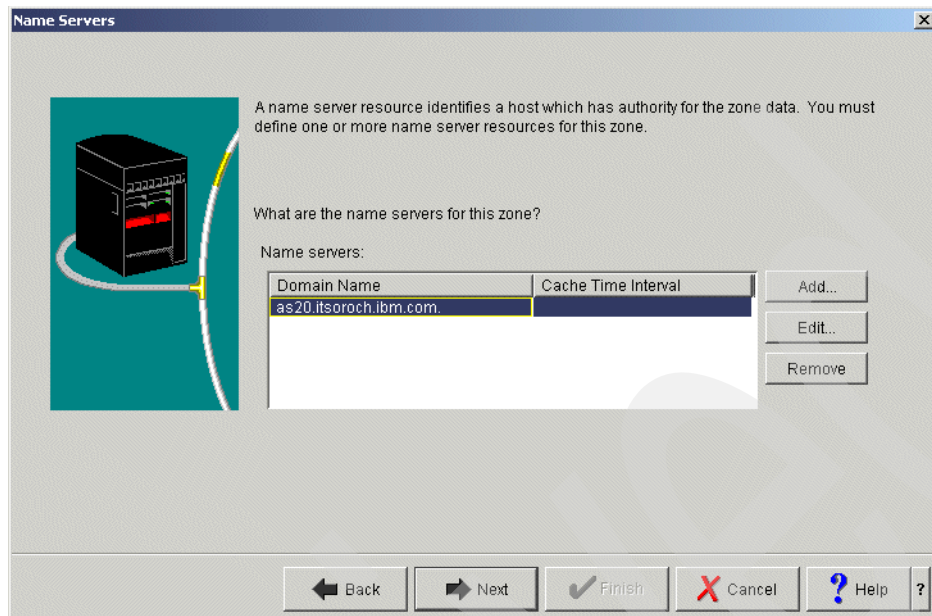 Name Servers
A name server resource identifies a host which has authority for the zone data. You must
define one or more name server resources for this zone.
What are the name servers for this zone?
Name servers:
Domain Name Cache Time Interval
as20.itsoroch.ibm.com.
Add...
Edit...
Remove
Back Next Finish Cancel ? Help ?